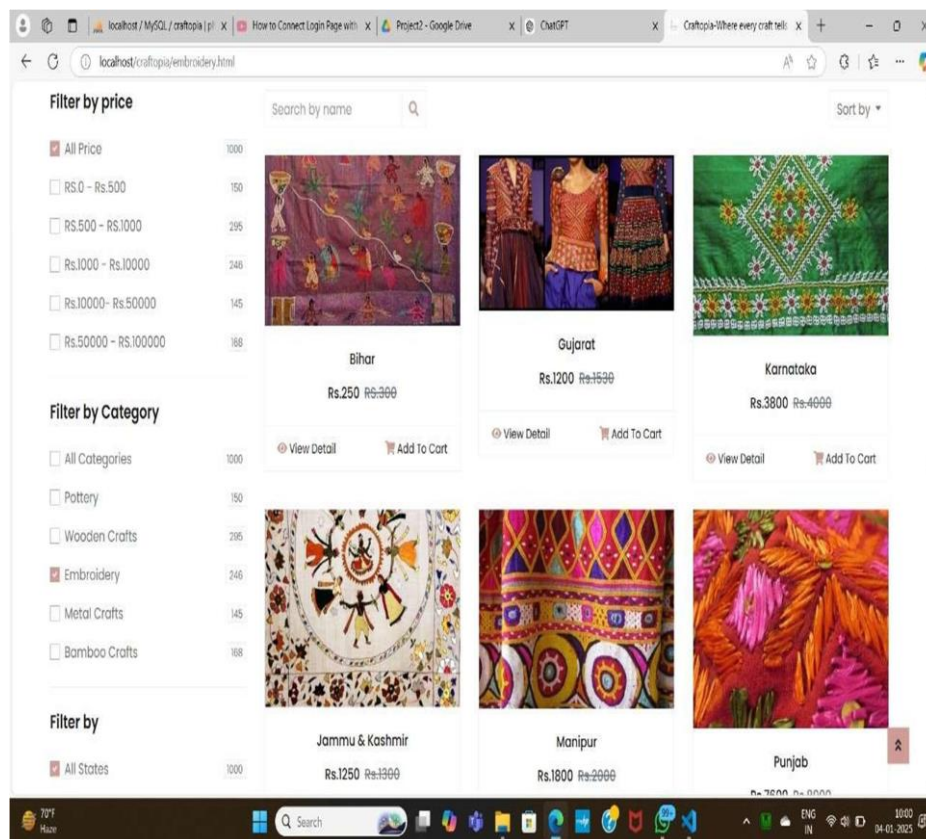 localhost / MySQL / craftopia | pl
How to Connect Login Page with
Project2 - Google Drive
ChatGPT
Craftopia-Where every craft tells
localhost/craftopia/embroidery.html
Filter by price
All Price 1000
RS.0 - Rs.500 150
RS.500 - RS.1000 295
Rs.1000 - Rs.10000 246
Rs.10000- Rs.50000 145
Rs.50000 - RS.100000 168
Filter by Category
All Categories 1000
Pottery 150
Wooden Crafts 295
Embroidery 246
Metal Crafts 145
Bamboo Crafts 168
Filter by
All States 1000
Search by name
Sort by
Bihar
Rs.250 RS.300
View Detail Add To Cart
Gujarat
Rs.1200 Rs.1530
View Detail Add To Cart
Karnataka
Rs.3800 Rs.4000
View Detail Add To Cart
Jammu & Kashmir
Rs.1250 Rs.1300
Manipur
Rs.1800 Rs.2000
Punjab
Rs.7600 Rs.8000
70°F
Haze
Search
99+
ENG
IN
10:00
04-01-2025